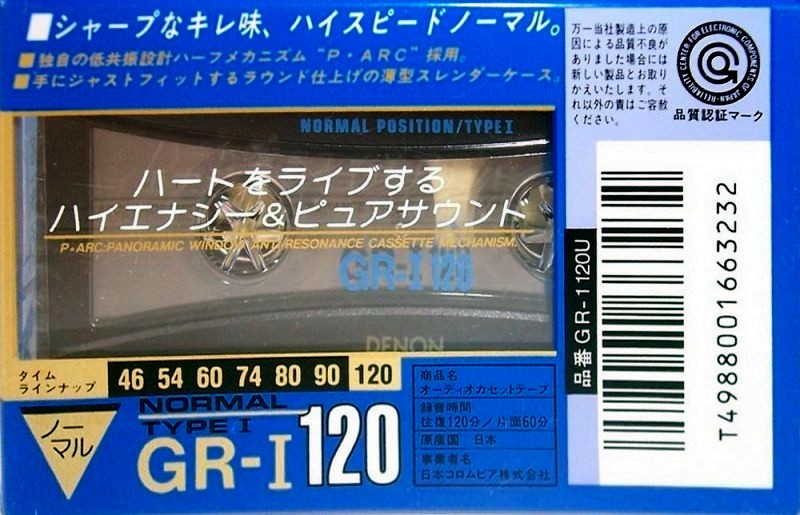 ■シャープなキレ味、ハイスピードノーマル。
■独自の低共振設計ハーフメカニズム“P・ARC”採用。
■手にジャストフィットするラウンド仕上げの薄型スレンダーケース。
NORMAL POSITION/TYPE I
ハートをライブする
ハイエナジー&ピュアサウンド
P•ARC:PANORAMIC WINDOW ANTI-RESONANCE CASSETTE MECHANISM.
GR-I 120
DENON
タイム
ラインナップ
46 54 60 74 80 90 120
ノー
マル
NORMAL
TYPE I
GR-I 120
商品名
オーディオカセットテープ
録音時間
往復120分/片面60分
原産国 日本
事業者名
日本コロムビア株式会社
万一当社製造上の原
因による品質不良が
ありました場合には
新しい製品とお取り
かえいたします。そ
れ以外の責はご容赦
ください。
RELIABILITY CENTER FOR ELECTRONIC COMPONENTS OF JAPAN
品質認証マーク
品番 GR-I 120U
T4988001663232